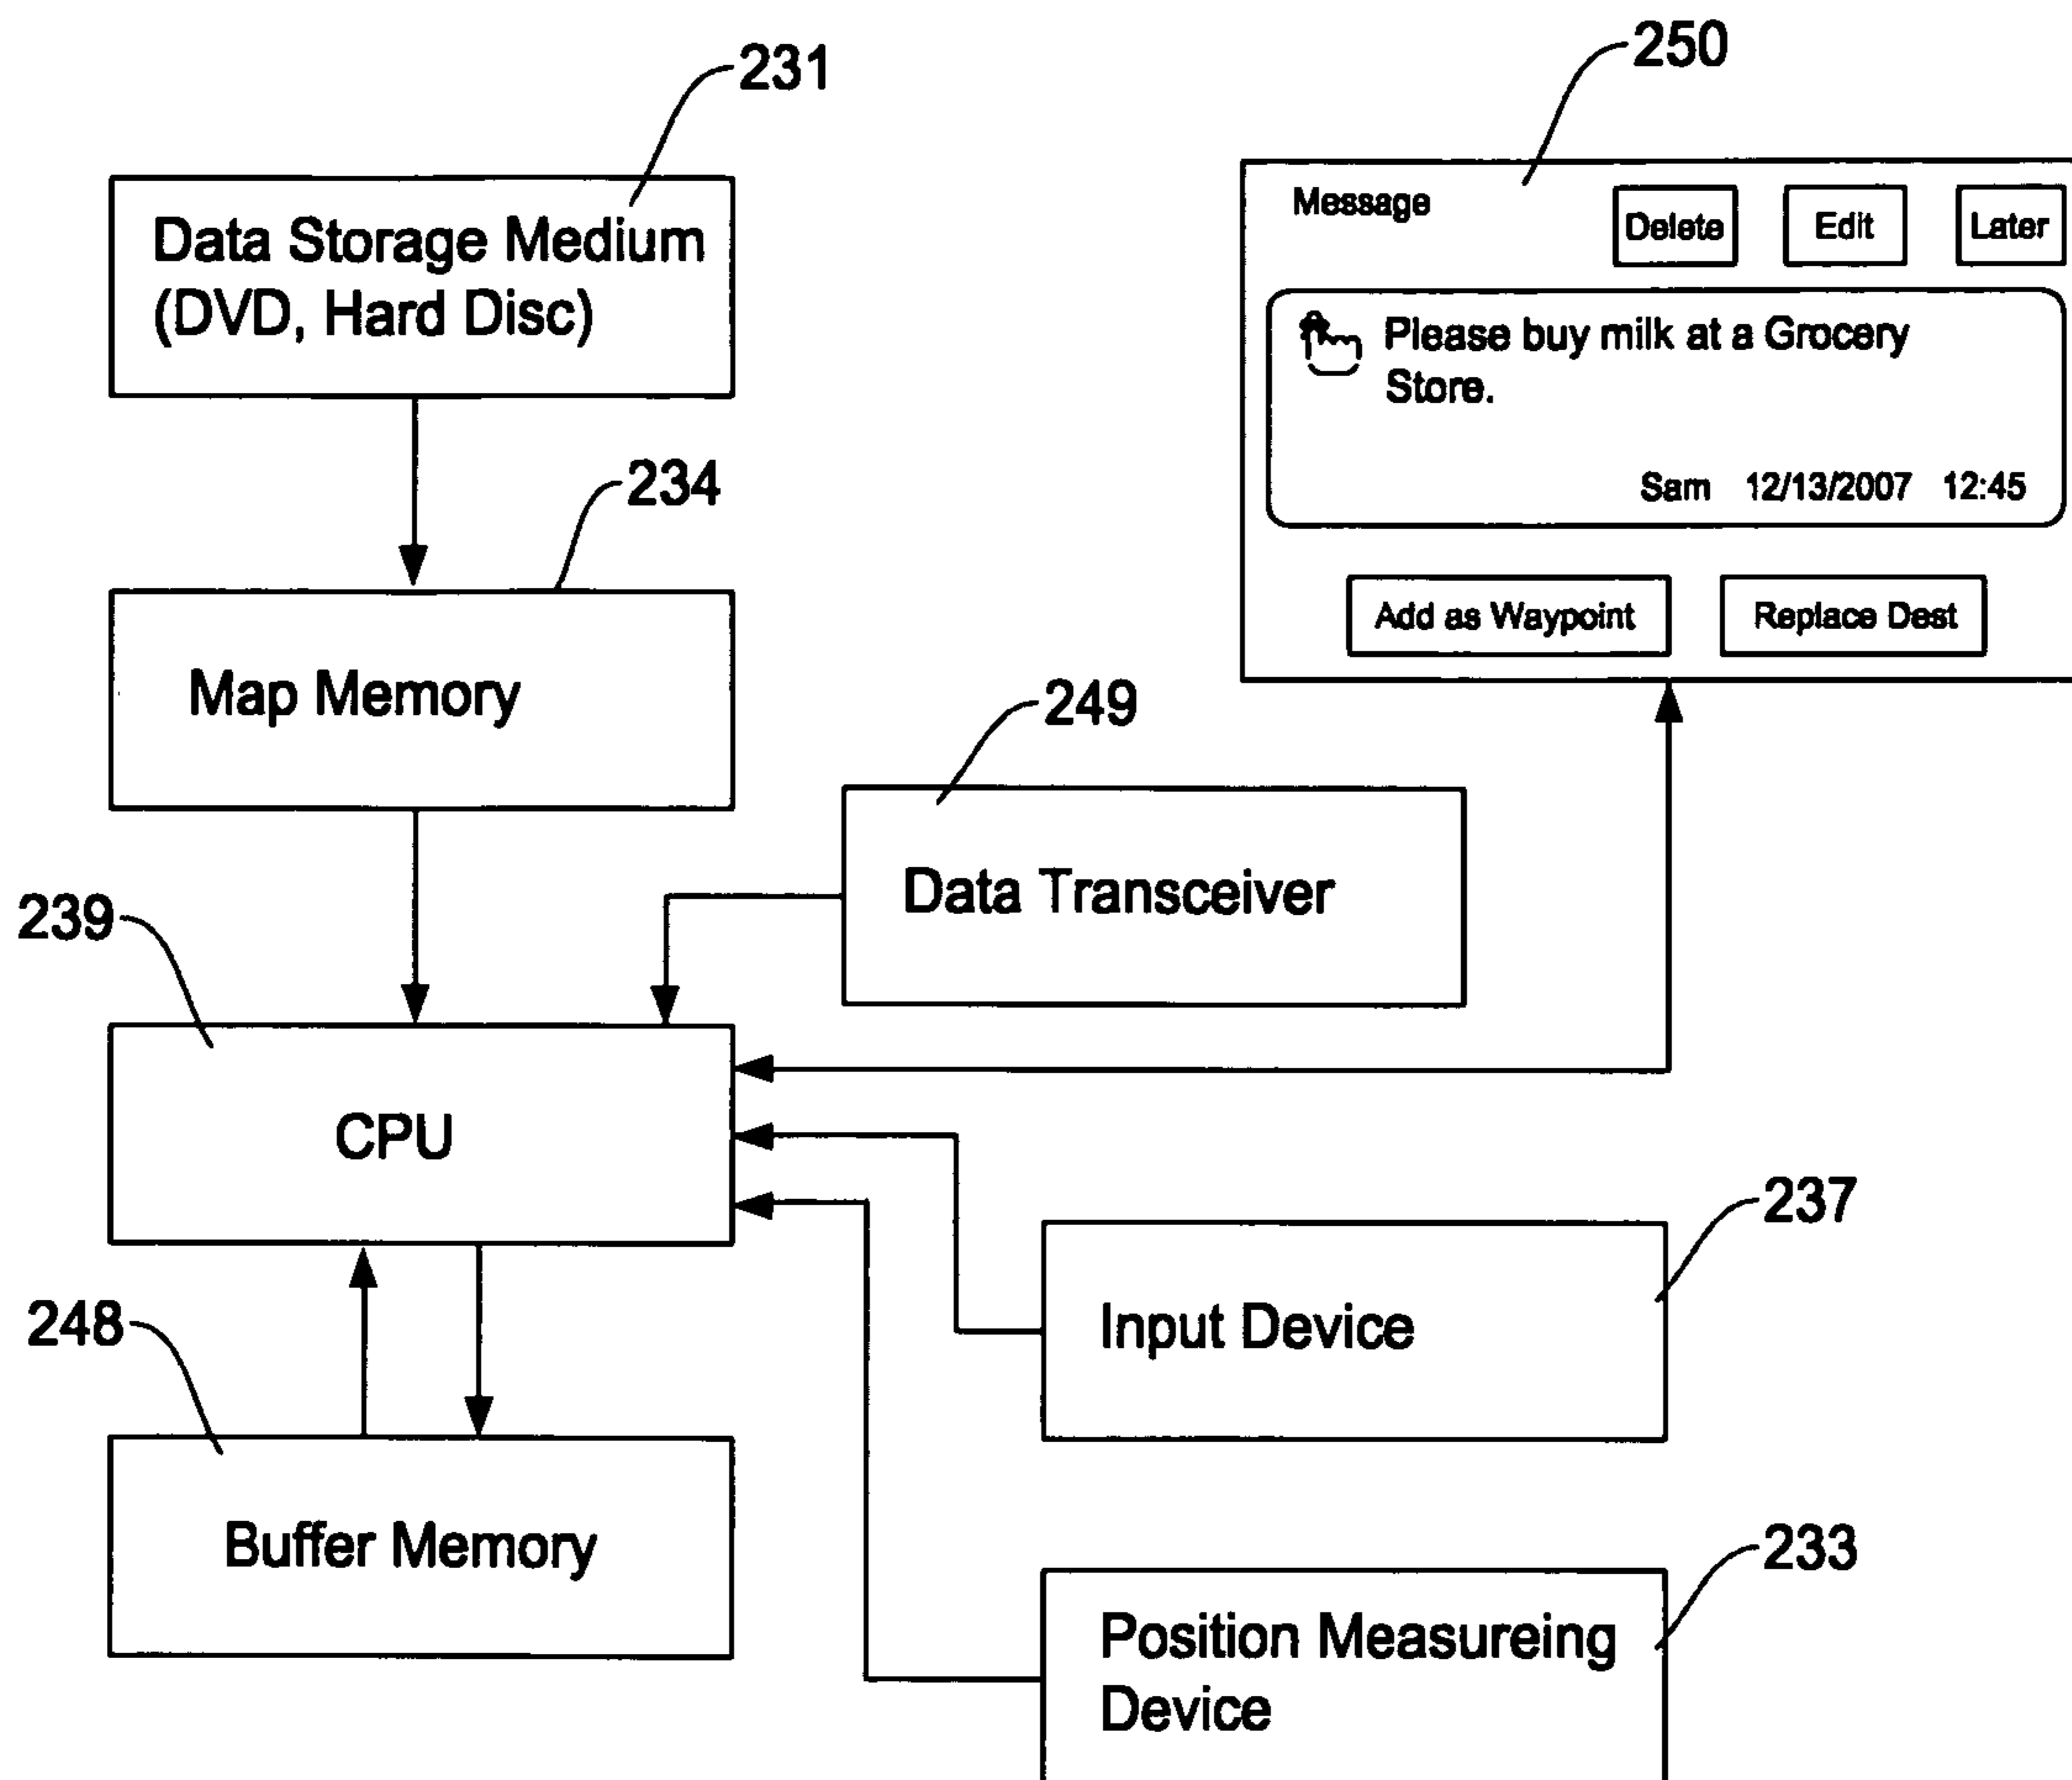 231
250
Data Storage Medium
(DVD, Hard Disc)
Message
Delete
Edit
Later
Please buy milk at a Grocery
Store.
Sam 12/13/2007 12:45
Add as Waypoint
Replace Dest
234
Map Memory
249
Data Transceiver
239
CPU
237
Input Device
248
Buffer Memory
233
Position Measureing
Device